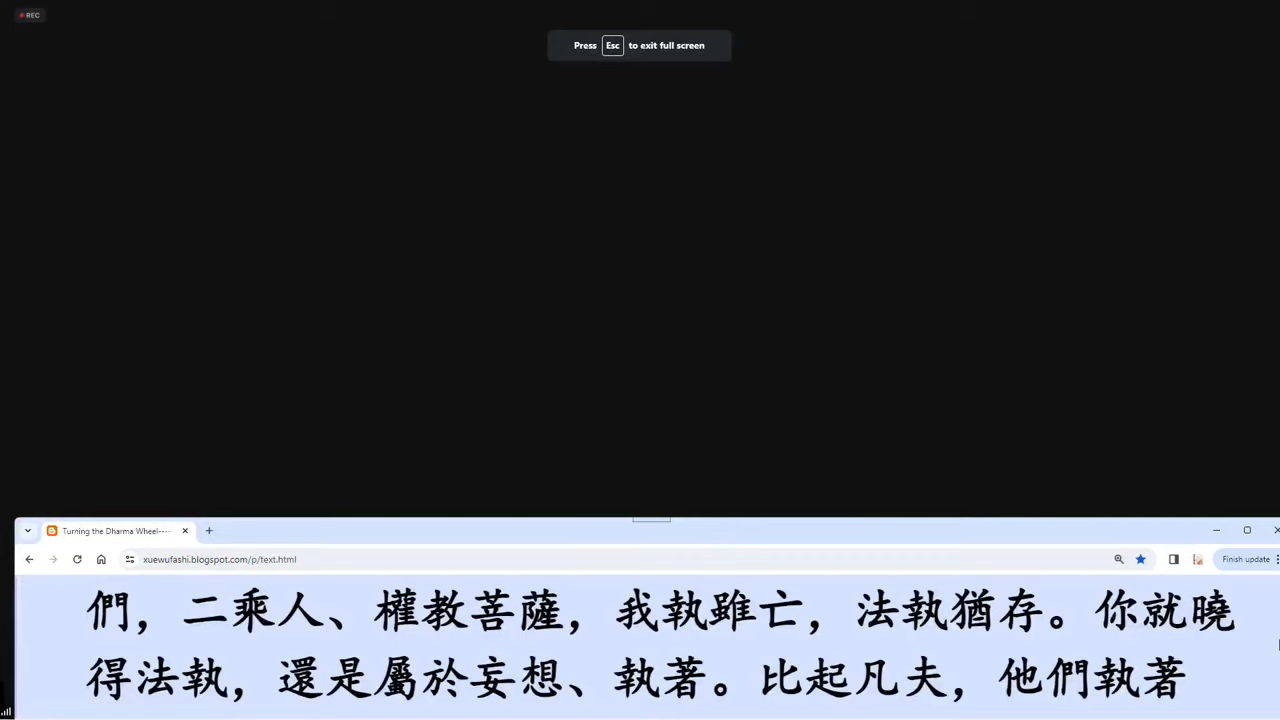 REC
Press Esc to exit full screen
Turning the Dharma Wheel----
xuewufashi.blogspot.com/p/text.html
Finish update
們，二乘人、權教菩薩，我執雖亡，法執猶存。你就曉
得法執，還是屬於妄想、執著。比起凡夫，他們執著